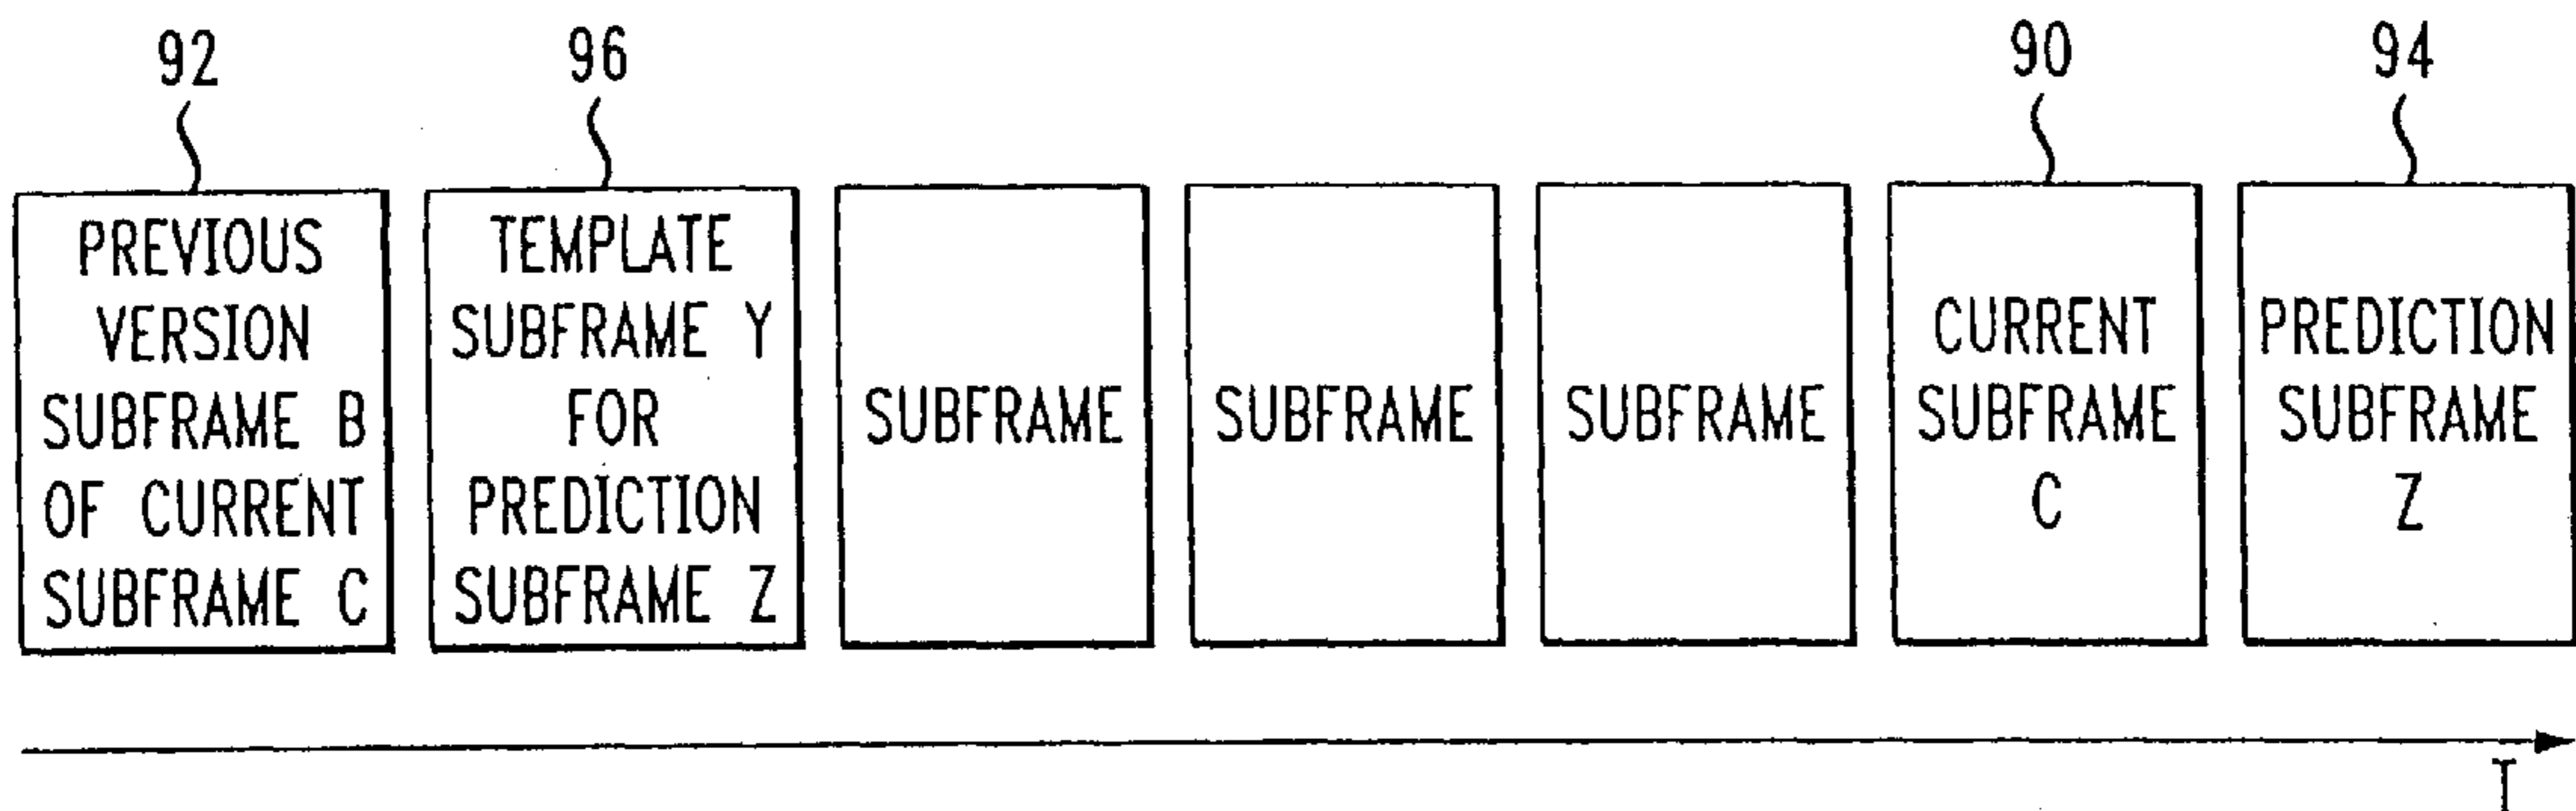 92
96
90
94
PREVIOUS
VERSION
SUBFRAME B
OF CURRENT
SUBFRAME C
TEMPLATE
SUBFRAME Y
FOR
PREDICTION
SUBFRAME Z
SUBFRAME
SUBFRAME
SUBFRAME
CURRENT
SUBFRAME
C
PREDICTION
SUBFRAME
Z
T